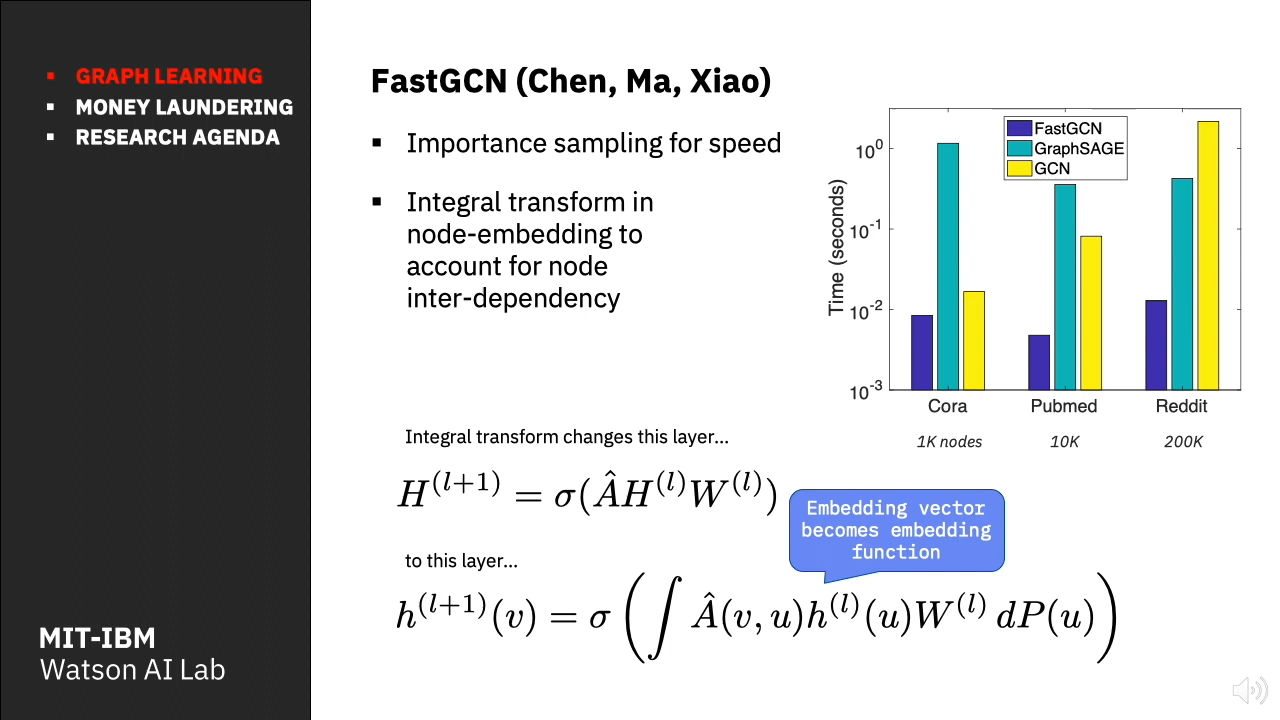 ▪ GRAPH LEARNING
▪ MONEY LAUNDERING
▪ RESEARCH AGENDA
MIT-IBM
Watson AI Lab
FastGCN (Chen, Ma, Xiao)
▪ Importance sampling for speed
▪ Integral transform in
node-embedding to
account for node
inter-dependency
FastGCN
GraphSAGE
GCN
Time (seconds)
10^0
10^-1
10^-2
10^-3
Cora Pubmed Reddit
1K nodes 10K 200K
Integral transform changes this layer...
H^(l+1) = σ(ÂH^(l)W^(l))
Embedding vector
becomes embedding
function
to this layer...
h^(l+1)(v) = σ(∫ Â(v, u)h^(l)(u)W^(l) dP(u))